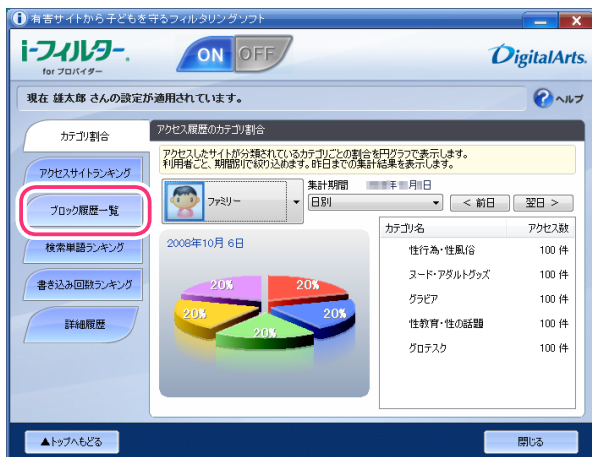 有害サイトから子どもを守るフィルタリングソフト
i-フィルター.
for プロバイダー
ON OFF
DigitalArts.
現在 雄太郎 さんの設定が適用されています。
ヘルプ
カテゴリ割合
アクセスサイトランキング
ブロック履歴一覧
検索単語ランキング
書き込み回数ランキング
詳細履歴
アクセス履歴のカテゴリ割合
アクセスしたサイトが分類されているカテゴリごとの割合を円グラフで表示します。
利用者ごと、期間別で絞り込めます。昨日までの集計結果を表示します。
ファミリー
集計期間 年 月 日
日別
< 前日 翌日 >
2008年10月 6日
20% 20%
20% 20%
20%
カテゴリ名 アクセス数
性行為・性風俗 100 件
ヌード・アダルトグッズ 100 件
グラビア 100 件
性教育・性の話題 100 件
グロテスク 100 件
▲トップへもどる
閉じる